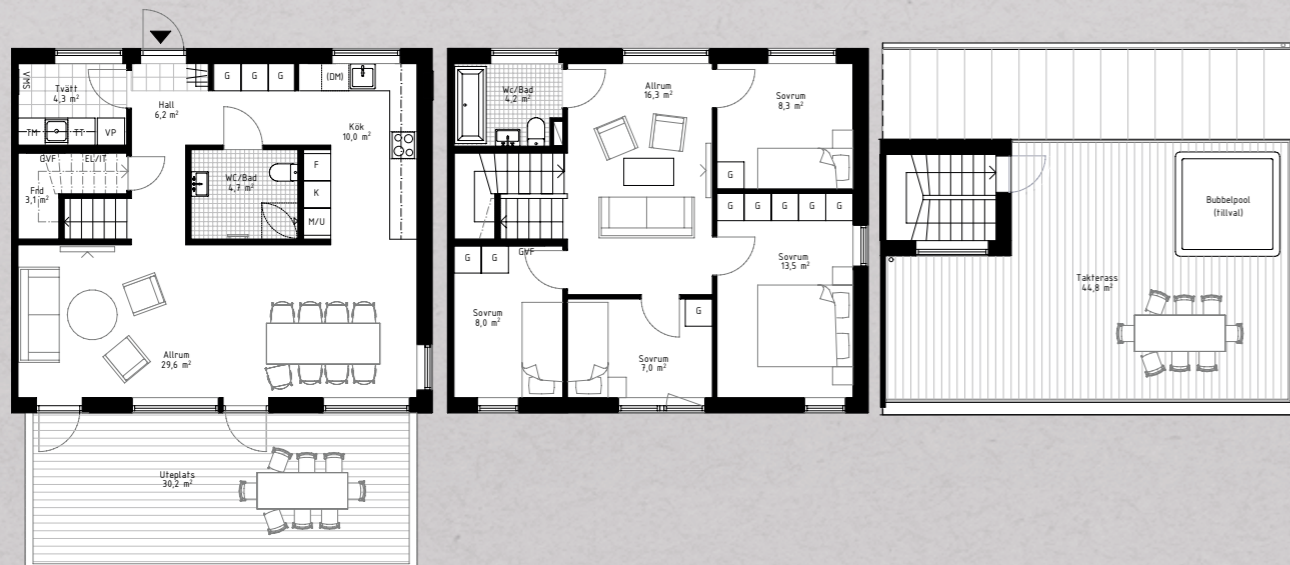 VMS
Tvätt
4,3 m²
TM
TT
VP
Hall
6,2 m²
G
G
G
(DM)
Kök
10,0 m²
GVF
EL/IT
Frd
3,1 m²
WC/Bad
4,7 m²
F
K
M/U
Allrum
29,6 m²
Uteplats
30,2 m²
Wc/Bad
4,2 m²
Allrum
16,3 m²
Sovrum
8,3 m²
G
G
G
G
G
G
Sovrum
13,5 m²
G
G
GVF
Sovrum
8,0 m²
G
Sovrum
7,0 m²
Bubbelpool
(tillval)
Takterass
44,8 m²